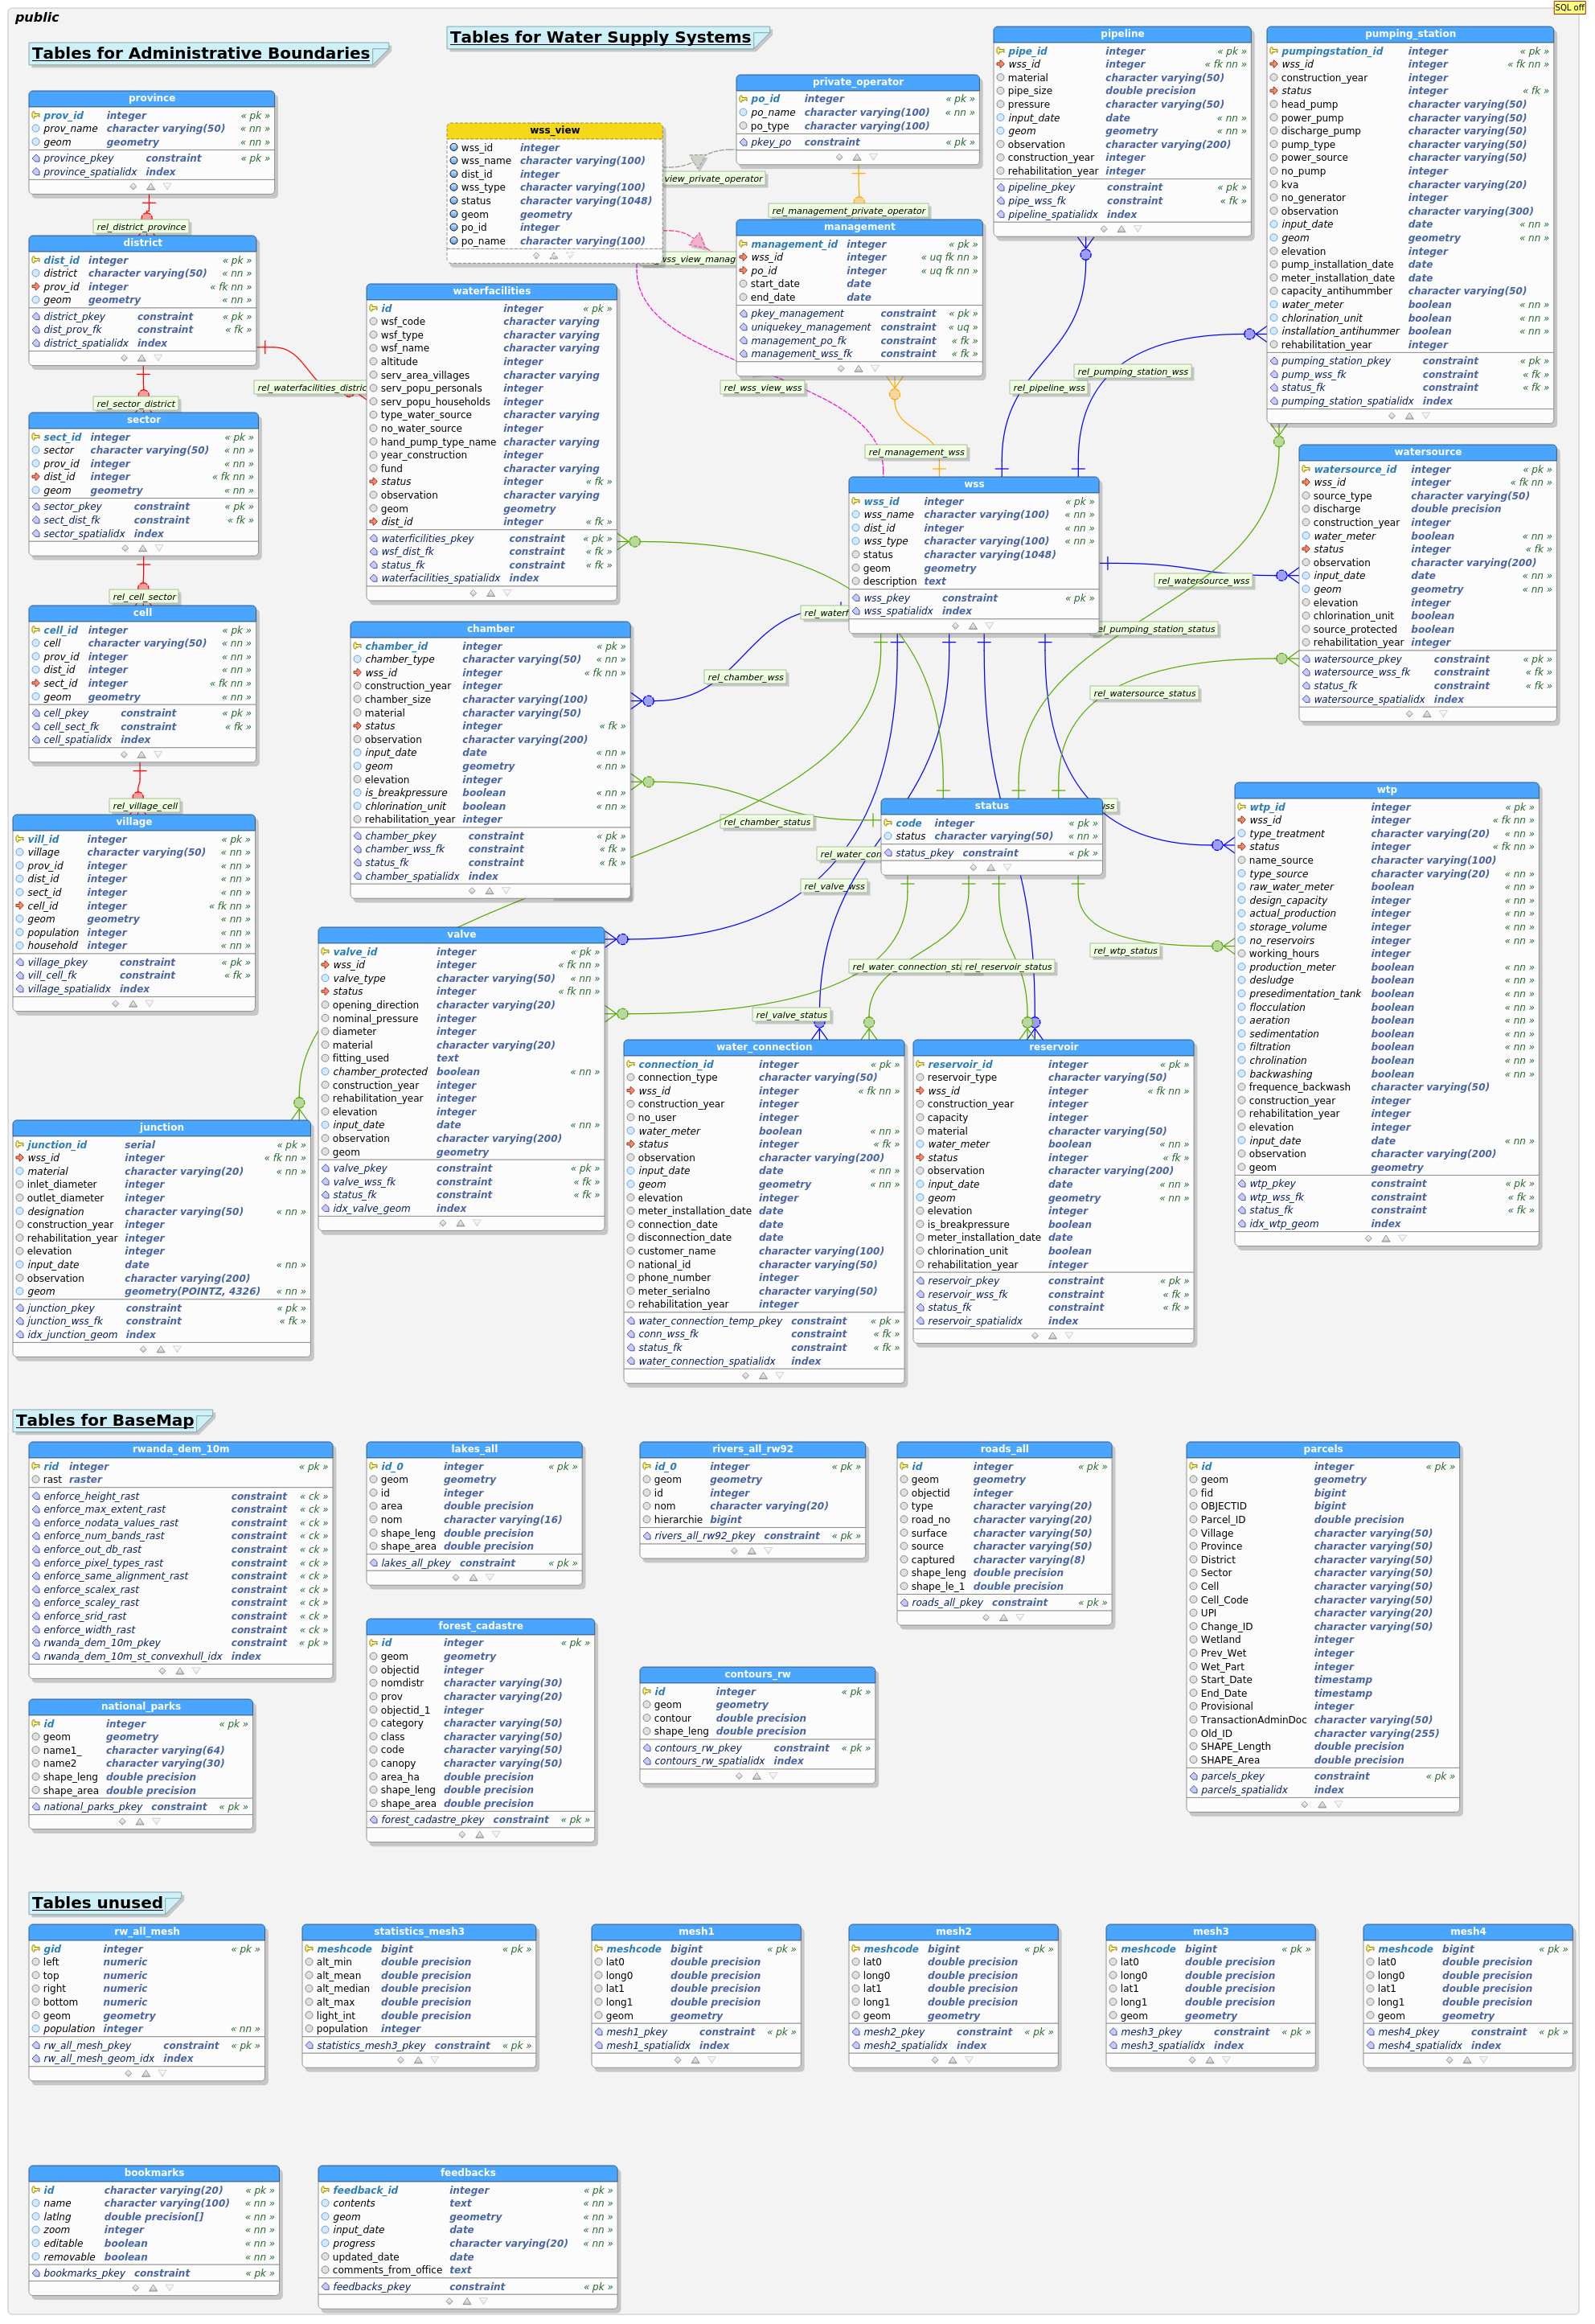 public
SQL off
Tables for Administrative Boundaries
Tables for Water Supply Systems
province
prov_id integer « pk »
prov_name character varying(50) « nn »
geom geometry « nn »
province_pkey constraint « pk »
province_spatialidx index
rel_district_province
district
dist_id integer « pk »
district character varying(50) « nn »
prov_id integer « fk nn »
geom geometry « nn »
district_pkey constraint « pk »
dist_prov_fk constraint « fk »
district_spatialidx index
rel_sector_district
sector
sect_id integer « pk »
sector character varying(50) « nn »
prov_id integer « nn »
dist_id integer « fk nn »
geom geometry « nn »
sector_pkey constraint « pk »
sect_dist_fk constraint « fk »
sector_spatialidx index
rel_cell_sector
cell
cell_id integer « pk »
cell character varying(50) « nn »
prov_id integer « nn »
dist_id integer « nn »
sect_id integer « fk nn »
geom geometry « nn »
cell_pkey constraint « pk »
cell_sect_fk constraint « fk »
cell_spatialidx index
rel_village_cell
village
vill_id integer « pk »
village character varying(50) « nn »
prov_id integer « nn »
dist_id integer « nn »
sect_id integer « nn »
cell_id integer « fk nn »
geom geometry « nn »
population integer « nn »
household integer « nn »
village_pkey constraint « pk »
vill_cell_fk constraint « fk »
village_spatialidx index
wss_view
wss_id integer
wss_name character varying(100)
dist_id integer
wss_type character varying(100)
status character varying(1048)
geom geometry
po_id integer
po_name character varying(100)
view_private_operator
wss_view_manag
private_operator
po_id integer « pk »
po_name character varying(100) « nn »
po_type character varying(100)
pkey_po constraint « pk »
rel_management_private_operator
management
management_id integer « pk »
wss_id integer « uq fk nn »
po_id integer « uq fk nn »
start_date date
end_date date
pkey_management constraint « pk »
uniquekey_management constraint « uq »
management_po_fk constraint « fk »
management_wss_fk constraint « fk »
rel_wss_view_wss
rel_management_wss
pipeline
pipe_id integer « pk »
wss_id integer « fk nn »
material character varying(50)
pipe_size double precision
pressure character varying(50)
input_date date « nn »
geom geometry « nn »
observation character varying(200)
construction_year integer
rehabilitation_year integer
pipeline_pkey constraint « pk »
pipe_wss_fk constraint « fk »
pipeline_spatialidx index
rel_pipeline_wss
rel_pumping_station_wss
pumping_station
pumpingstation_id integer « pk »
wss_id integer « fk nn »
construction_year integer
status integer « fk »
head_pump character varying(50)
power_pump character varying(50)
discharge_pump character varying(50)
pump_type character varying(50)
power_source character varying(50)
no_pump integer
kva character varying(20)
no_generator integer
observation character varying(300)
input_date date « nn »
geom geometry « nn »
elevation integer
pump_installation_date date
meter_installation_date date
capacity_antihummber character varying(50)
water_meter boolean « nn »
chlorination_unit boolean « nn »
installation_antihummer boolean « nn »
rehabilitation_year integer
pumping_station_pkey constraint « pk »
pump_wss_fk constraint « fk »
status_fk constraint « fk »
pumping_station_spatialidx index
waterfacilities
id integer « pk »
wsf_code character varying
wsf_type character varying
wsf_name character varying
altitude integer
serv_area_villages character varying
serv_popu_personals integer
serv_popu_households integer
type_water_source character varying
no_water_source integer
hand_pump_type_name character varying
year_construction integer
fund character varying
status integer « fk »
observation character varying
geom geometry
dist_id integer « fk »
waterficilities_pkey constraint « pk »
wsf_dist_fk constraint « fk »
status_fk constraint « fk »
waterfacilities_spatialidx index
rel_waterfacilities_distric
rel_waterf
wss
wss_id integer « pk »
wss_name character varying(100) « nn »
dist_id integer « nn »
wss_type character varying(100) « nn »
status character varying(1048)
geom geometry
description text
wss_pkey constraint « pk »
wss_spatialidx index
watersource
watersource_id integer « pk »
wss_id integer « fk nn »
source_type character varying(50)
discharge double precision
construction_year integer
water_meter boolean « nn »
status integer « fk »
observation character varying(200)
input_date date « nn »
geom geometry « nn »
elevation integer
chlorination_unit boolean
source_protected boolean
rehabilitation_year integer
watersource_pkey constraint « pk »
watersource_wss_fk constraint « fk »
status_fk constraint « fk »
watersource_spatialidx index
rel_watersource_wss
el_pumping_station_status
rel_watersource_status
rel_chamber_wss
chamber
chamber_id integer « pk »
chamber_type character varying(50) « nn »
wss_id integer « fk nn »
construction_year integer
chamber_size character varying(100)
material character varying(50)
status integer « fk »
observation character varying(200)
input_date date « nn »
geom geometry « nn »
elevation integer
is_breakpressure boolean « nn »
chlorination_unit boolean « nn »
rehabilitation_year integer
chamber_pkey constraint « pk »
chamber_wss_fk constraint « fk »
status_fk constraint « fk »
chamber_spatialidx index
rel_chamber_status
rel_water_con
rel_valve_wss
status
code integer « pk »
status character varying(50) « nn »
status_pkey constraint « pk »
wss
rel_wtp_status
rel_water_connection_sta
rel_reservoir_status
rel_valve_status
wtp
wtp_id integer « pk »
wss_id integer « fk nn »
type_treatment character varying(20) « nn »
status integer « fk nn »
name_source character varying(100)
type_source character varying(20) « nn »
raw_water_meter boolean « nn »
design_capacity integer « nn »
actual_production integer « nn »
storage_volume integer « nn »
no_reservoirs integer « nn »
working_hours integer
production_meter boolean « nn »
desludge boolean « nn »
presedimentation_tank boolean « nn »
flocculation boolean « nn »
aeration boolean « nn »
sedimentation boolean « nn »
filtration boolean « nn »
chrolination boolean « nn »
backwashing boolean « nn »
frequence_backwash character varying(50)
construction_year integer
rehabilitation_year integer
elevation integer
input_date date « nn »
observation character varying(200)
geom geometry
wtp_pkey constraint « pk »
wtp_wss_fk constraint « fk »
status_fk constraint « fk »
idx_wtp_geom index
valve
valve_id integer « pk »
wss_id integer « fk nn »
valve_type character varying(50) « nn »
status integer « fk nn »
opening_direction character varying(20)
nominal_pressure integer
diameter integer
material character varying(20)
fitting_used text
chamber_protected boolean « nn »
construction_year integer
rehabilitation_year integer
elevation integer
input_date date « nn »
observation character varying(200)
geom geometry
valve_pkey constraint « pk »
valve_wss_fk constraint « fk »
status_fk constraint « fk »
idx_valve_geom index
water_connection
connection_id integer « pk »
connection_type character varying(50)
wss_id integer « fk nn »
construction_year integer
no_user integer
water_meter boolean « nn »
status integer « fk »
observation character varying(200)
input_date date « nn »
geom geometry « nn »
elevation integer
meter_installation_date date
connection_date date
disconnection_date date
customer_name character varying(100)
national_id character varying(50)
phone_number integer
meter_serialno character varying(50)
rehabilitation_year integer
water_connection_temp_pkey constraint « pk »
conn_wss_fk constraint « fk »
status_fk constraint « fk »
water_connection_spatialidx index
reservoir
reservoir_id integer « pk »
reservoir_type character varying(50)
wss_id integer « fk nn »
construction_year integer
capacity integer
material character varying(50)
water_meter boolean « nn »
status integer « fk »
observation character varying(200)
input_date date « nn »
geom geometry « nn »
elevation integer
is_breakpressure boolean
meter_installation_date date
chlorination_unit boolean
rehabilitation_year integer
reservoir_pkey constraint « pk »
reservoir_wss_fk constraint « fk »
status_fk constraint « fk »
reservoir_spatialidx index
junction
junction_id serial « pk »
wss_id integer « fk nn »
material character varying(20) « nn »
inlet_diameter integer
outlet_diameter integer
designation character varying(50) « nn »
construction_year integer
rehabilitation_year integer
elevation integer
input_date date « nn »
observation character varying(200)
geom geometry(POINTZ, 4326) « nn »
junction_pkey constraint « pk »
junction_wss_fk constraint « fk »
idx_junction_geom index
Tables for BaseMap
rwanda_dem_10m
rid integer « pk »
rast raster
enforce_height_rast constraint « ck »
enforce_max_extent_rast constraint « ck »
enforce_nodata_values_rast constraint « ck »
enforce_num_bands_rast constraint « ck »
enforce_out_db_rast constraint « ck »
enforce_pixel_types_rast constraint « ck »
enforce_same_alignment_rast constraint « ck »
enforce_scalex_rast constraint « ck »
enforce_scaley_rast constraint « ck »
enforce_srid_rast constraint « ck »
enforce_width_rast constraint « ck »
rwanda_dem_10m_pkey constraint « pk »
rwanda_dem_10m_st_convexhull_idx index
lakes_all
id_0 integer « pk »
geom geometry
id integer
area double precision
nom character varying(16)
shape_leng double precision
shape_area double precision
lakes_all_pkey constraint « pk »
rivers_all_rw92
id_0 integer « pk »
geom geometry
id integer
nom character varying(20)
hierarchie bigint
rivers_all_rw92_pkey constraint « pk »
roads_all
id integer « pk »
geom geometry
objectid integer
type character varying(20)
road_no character varying(20)
surface character varying(50)
source character varying(50)
captured character varying(8)
shape_leng double precision
shape_le_1 double precision
roads_all_pkey constraint « pk »
parcels
id integer « pk »
geom geometry
fid bigint
OBJECTID bigint
Parcel_ID double precision
Village character varying(50)
Province character varying(50)
District character varying(50)
Sector character varying(50)
Cell character varying(50)
Cell_Code character varying(50)
UPI character varying(20)
Change_ID character varying(50)
Wetland integer
Prev_Wet integer
Wet_Part integer
Start_Date timestamp
End_Date timestamp
Provisional integer
TransactionAdminDoc character varying(50)
Old_ID character varying(255)
SHAPE_Length double precision
SHAPE_Area double precision
parcels_pkey constraint « pk »
parcels_spatialidx index
forest_cadastre
id integer « pk »
geom geometry
objectid integer
nomdistr character varying(30)
prov character varying(20)
objectid_1 integer
category character varying(50)
class character varying(50)
code character varying(50)
canopy character varying(50)
area_ha double precision
shape_leng double precision
shape_area double precision
forest_cadastre_pkey constraint « pk »
contours_rw
id integer « pk »
geom geometry
contour double precision
shape_leng double precision
contours_rw_pkey constraint « pk »
contours_rw_spatialidx index
national_parks
id integer « pk »
geom geometry
name1_ character varying(64)
name2 character varying(30)
shape_leng double precision
shape_area double precision
national_parks_pkey constraint « pk »
Tables unused
rw_all_mesh
gid integer « pk »
left numeric
top numeric
right numeric
bottom numeric
geom geometry
population integer « nn »
rw_all_mesh_pkey constraint « pk »
rw_all_mesh_geom_idx index
statistics_mesh3
meshcode bigint « pk »
alt_min double precision
alt_mean double precision
alt_median double precision
alt_max double precision
light_int double precision
population integer
statistics_mesh3_pkey constraint « pk »
mesh1
meshcode bigint « pk »
lat0 double precision
long0 double precision
lat1 double precision
long1 double precision
geom geometry
mesh1_pkey constraint « pk »
mesh1_spatialidx index
mesh2
meshcode bigint « pk »
lat0 double precision
long0 double precision
lat1 double precision
long1 double precision
geom geometry
mesh2_pkey constraint « pk »
mesh2_spatialidx index
mesh3
meshcode bigint « pk »
lat0 double precision
long0 double precision
lat1 double precision
long1 double precision
geom geometry
mesh3_pkey constraint « pk »
mesh3_spatialidx index
mesh4
meshcode bigint « pk »
lat0 double precision
long0 double precision
lat1 double precision
long1 double precision
geom geometry
mesh4_pkey constraint « pk »
mesh4_spatialidx index
bookmarks
id character varying(20) « pk »
name character varying(100) « nn »
latlng double precision[] « nn »
zoom integer « nn »
editable boolean « nn »
removable boolean « nn »
bookmarks_pkey constraint « pk »
feedbacks
feedback_id integer « pk »
contents text « nn »
geom geometry « nn »
input_date date « nn »
progress character varying(20) « nn »
updated_date date
comments_from_office text
feedbacks_pkey constraint « pk »